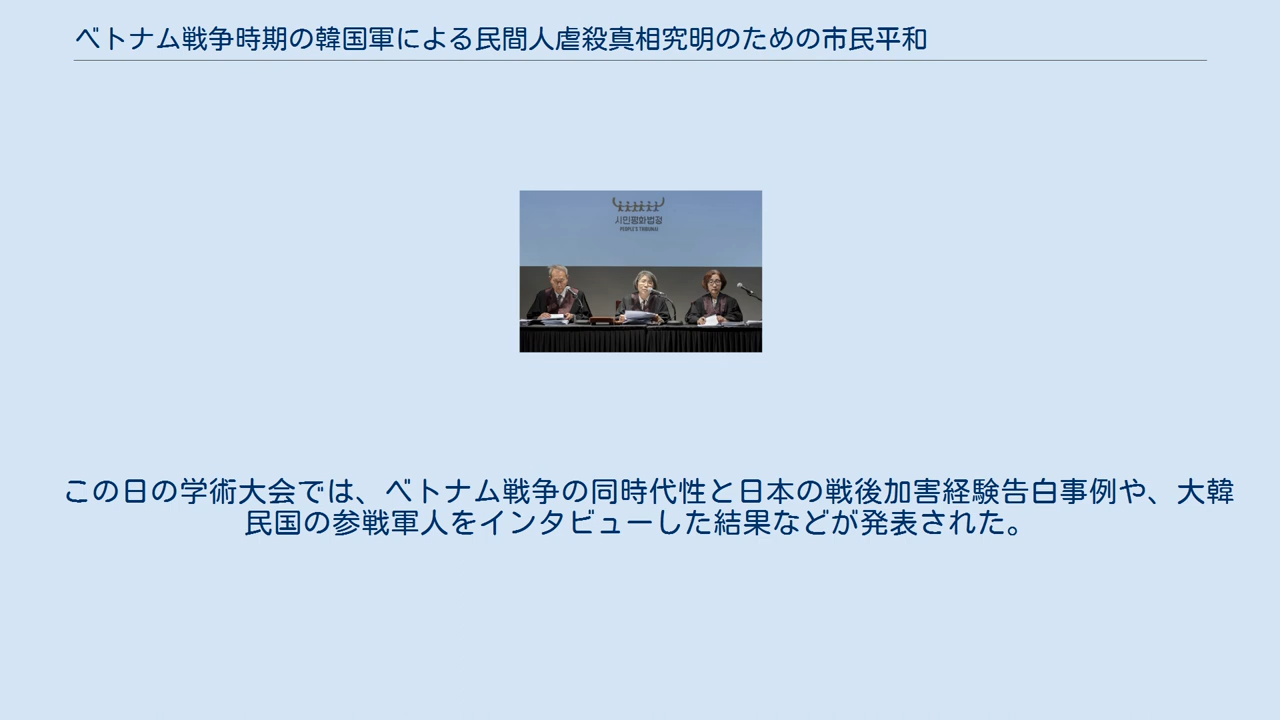 ベトナム戦争時期の韓国軍による民間人虐殺真相究明のための市民平和
시민평화법정
PEOPLE'S TRIBUNAL
この日の学術大会では、ベトナム戦争の同時代性と日本の戦後加害経験告白事例や、大韓
民国の参戦軍人をインタビューした結果などが発表された。